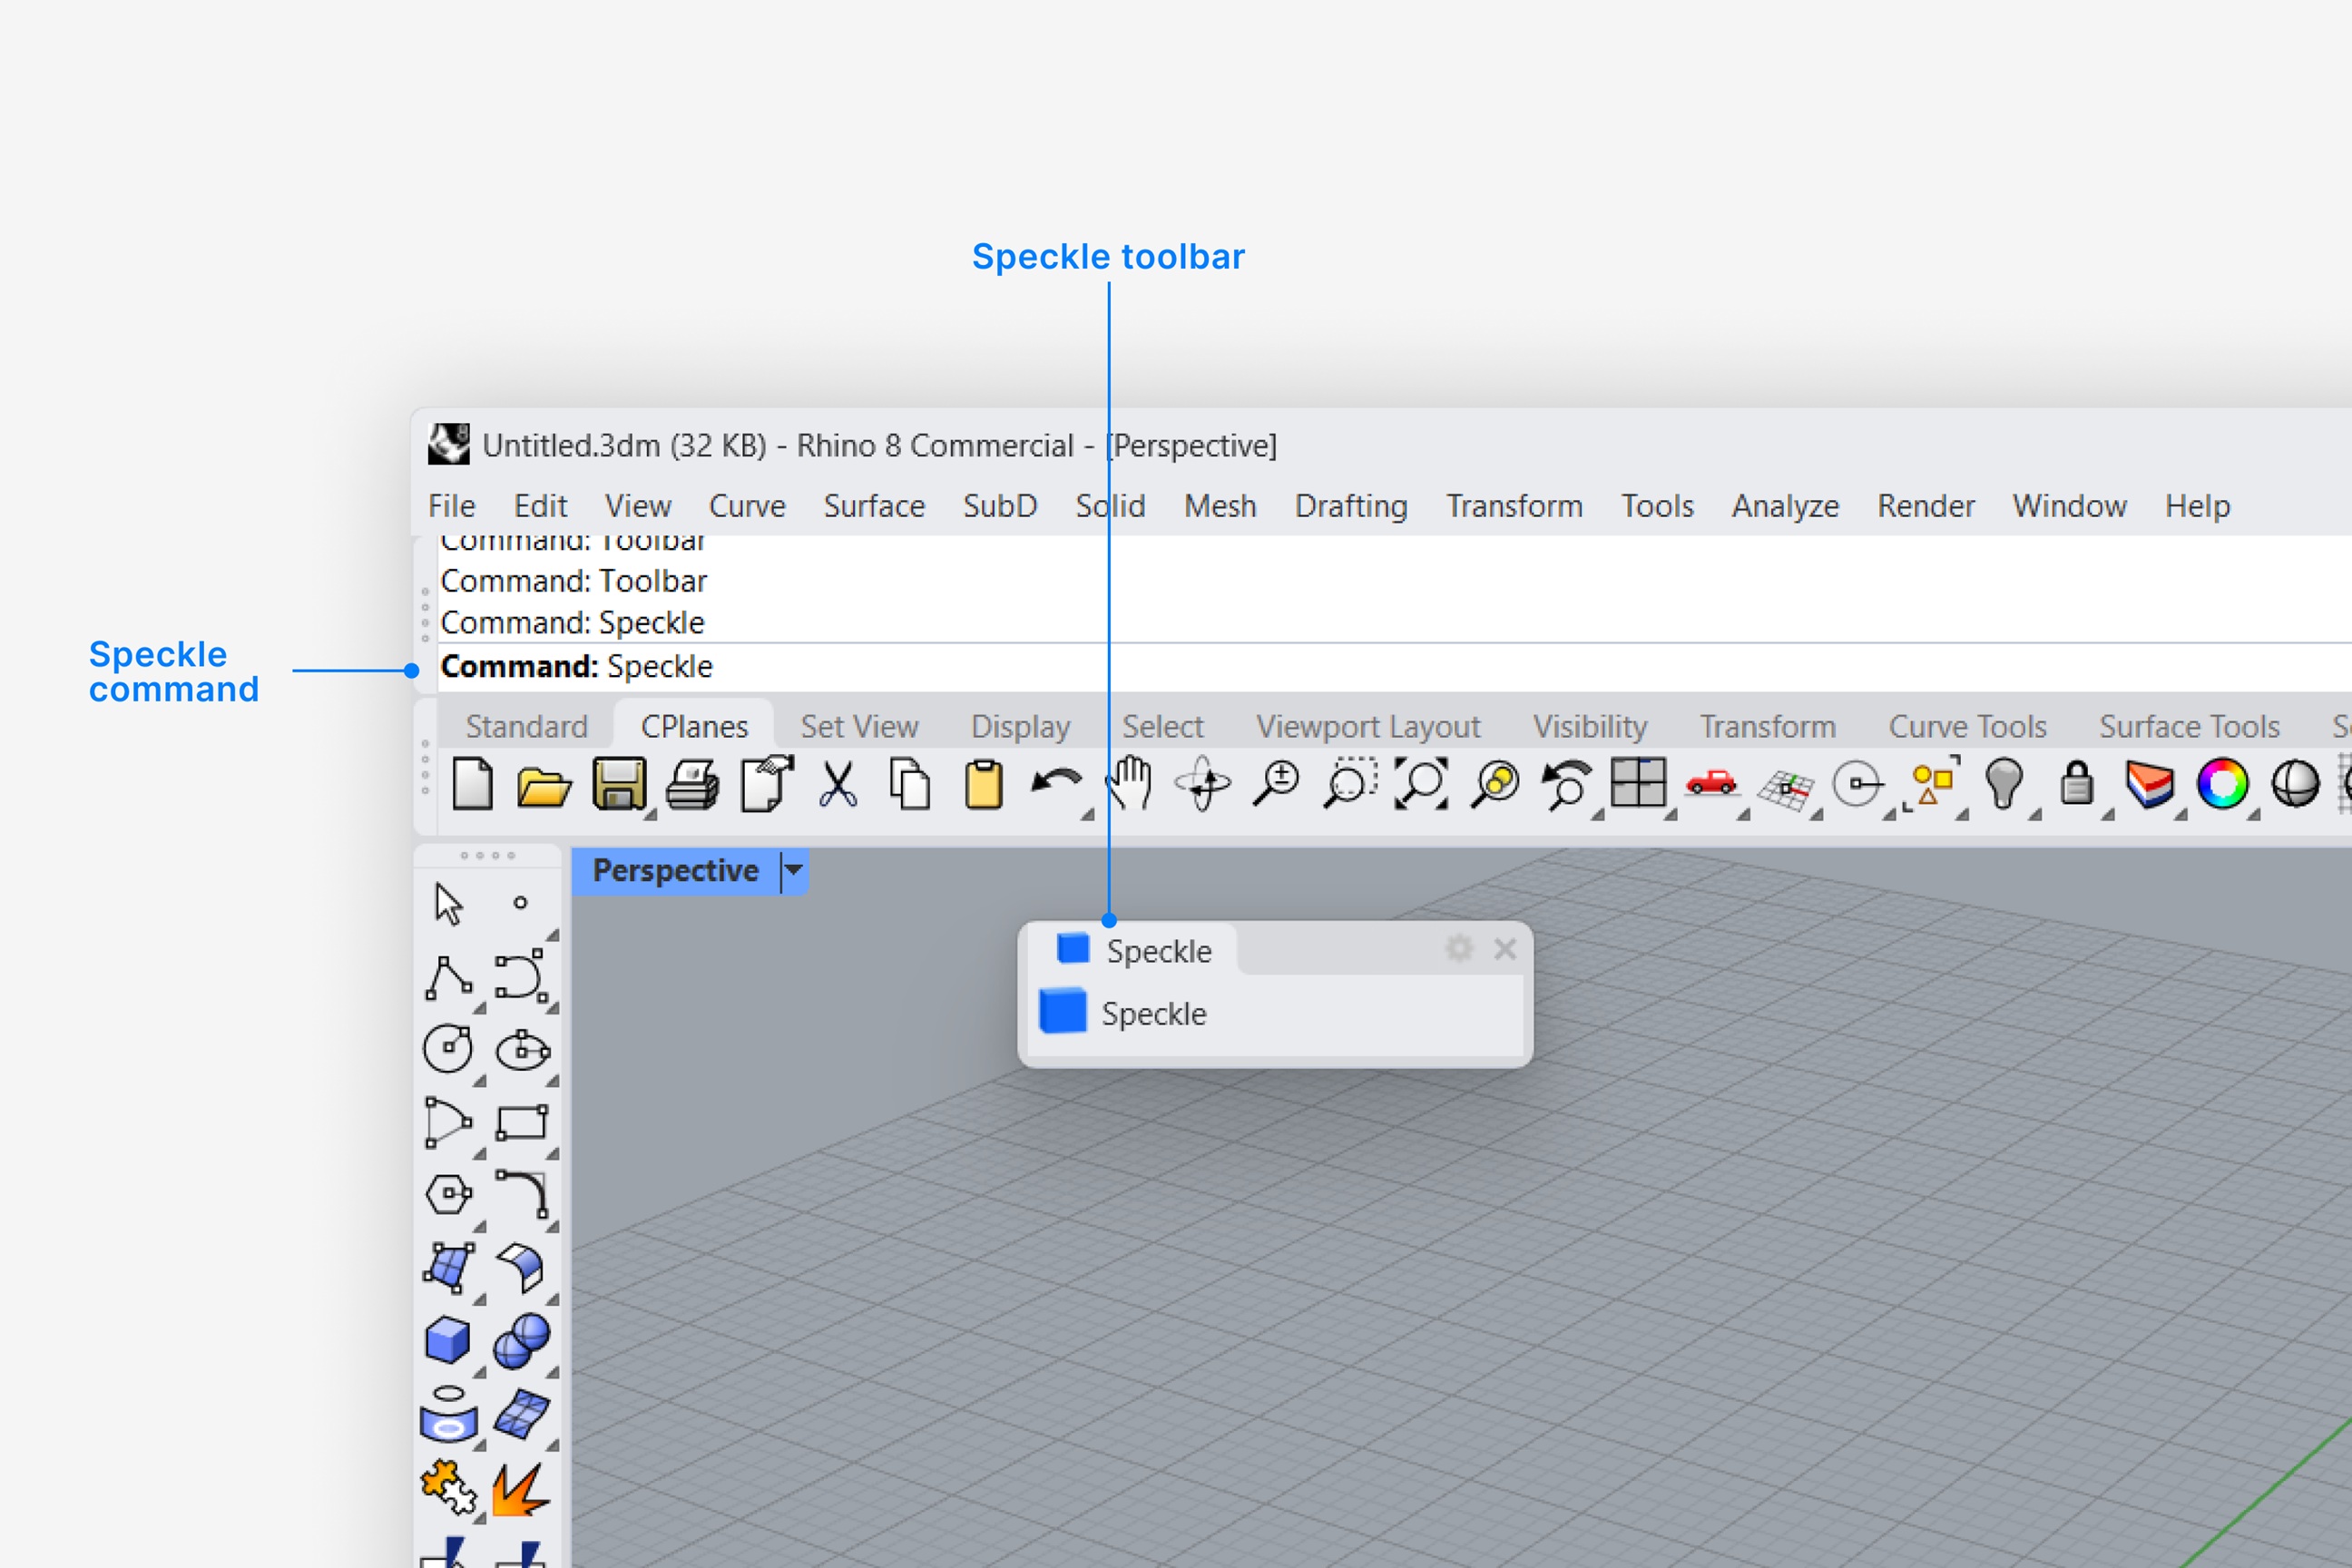 Speckle toolbar
Untitled.3dm (32 KB) - Rhino 8 Commercial - [Perspective]
File Edit View Curve Surface SubD Solid Mesh Drafting Transform Tools Analyze Render Window Help
Command: Toolbar
Command: Toolbar
Command: Speckle
Speckle
command
Command: Speckle
Standard CPlanes Set View Display Select Viewport Layout Visibility Transform Curve Tools Surface Tools
Perspective
Speckle
Speckle